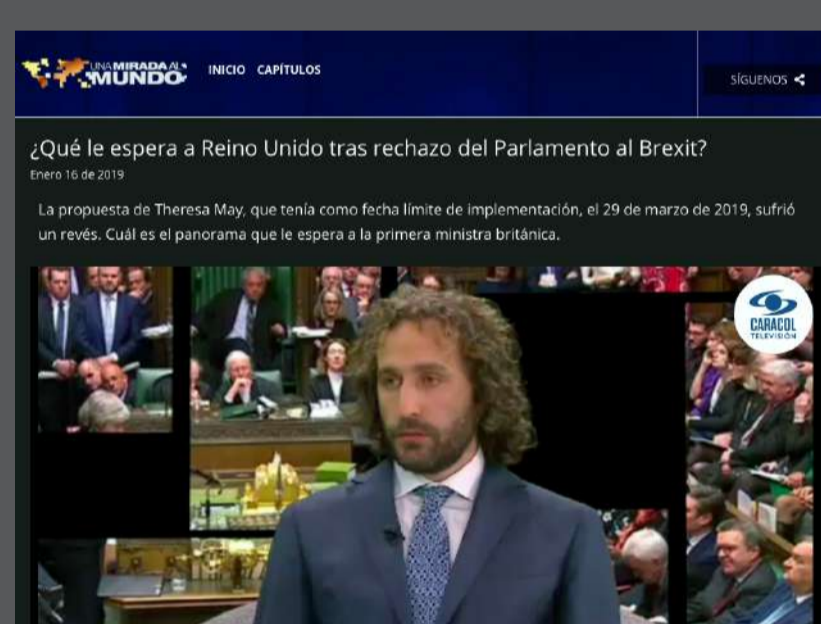 UNA MIRADA AL
MUNDO
INICIO CAPÍTULOS
SÍGUENOS
¿Qué le espera a Reino Unido tras rechazo del Parlamento al Brexit?
Enero 16 de 2019
La propuesta de Theresa May, que tenía como fecha límite de implementación, el 29 de marzo de 2019, sufrió
un revés. Cuál es el panorama que le espera a la primera ministra británica.
CARACOL
TELEVISIÓN